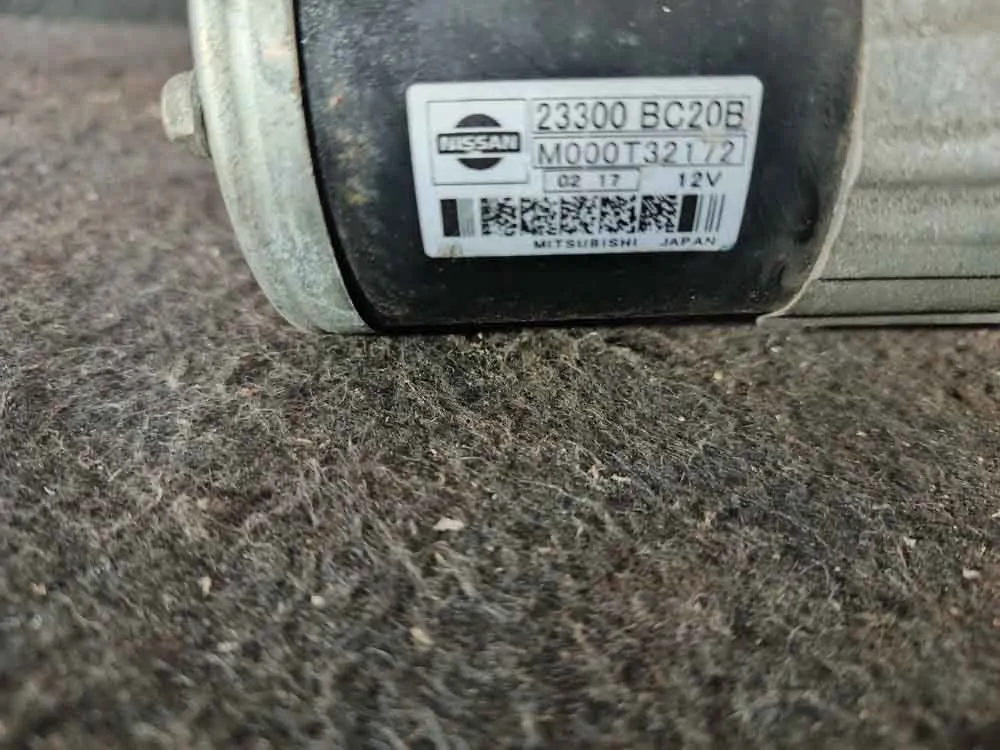 NISSAN
23300 BC20B
M000T32172
02 17
12V
MITSUBISHI JAPAN